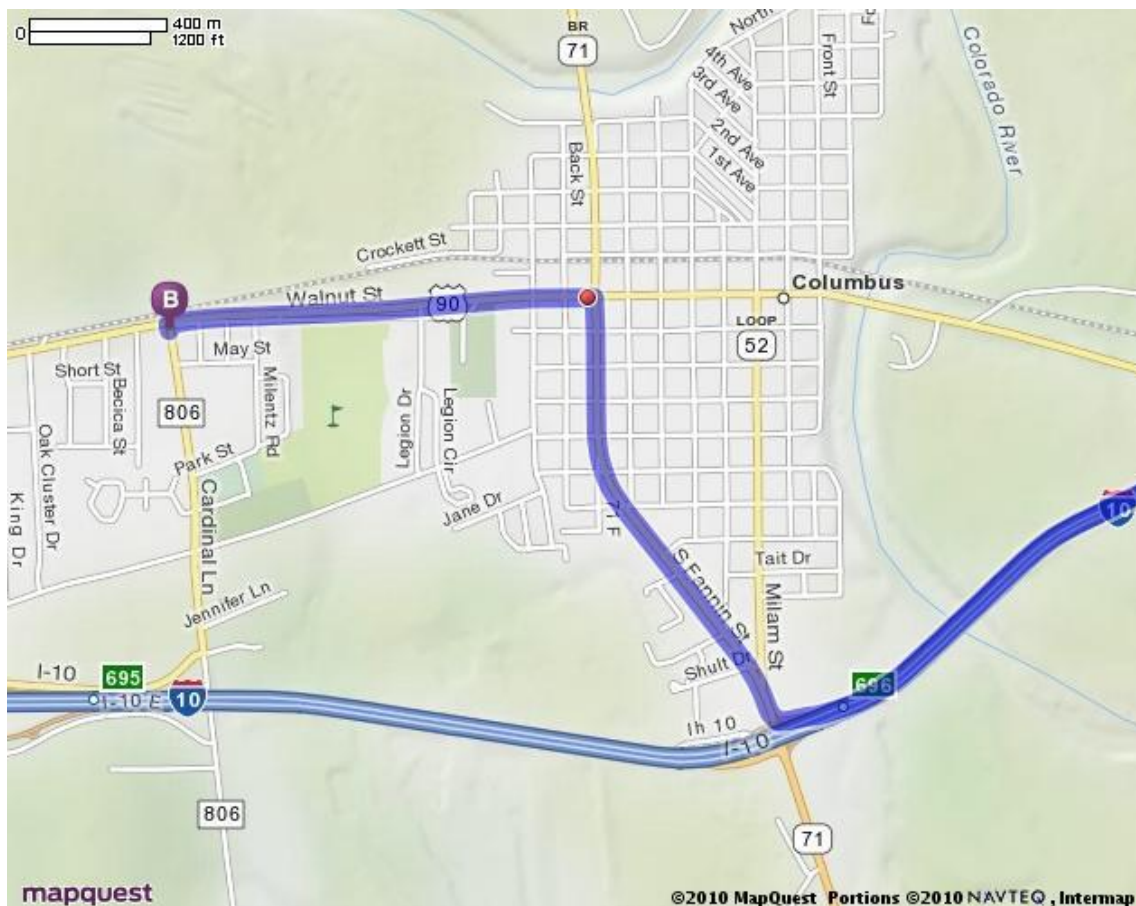 0
400 m
1200 ft
BR
71
North
Front St
4th Ave
3rd Ave
2nd Ave
1st Ave
Colorado River
Back St
Crockett St
B
Walnut St
90
Columbus
LOOP
52
May St
Short St
Becica St
Milentz Rd
806
Legion Dr
Legion Cir
Park St
Oak Cluster Dr
King Dr
Cardinal Ln
Jane Dr
71 F
10
Tait Dr
S Fannin St
Milam St
Jennifer Ln
Shult Dr
I-10
695
I-10 E
10
696
Ih 10
I-10
806
71
mapquest
©2010 MapQuest Portions ©2010 NAVTEQ, Intermap